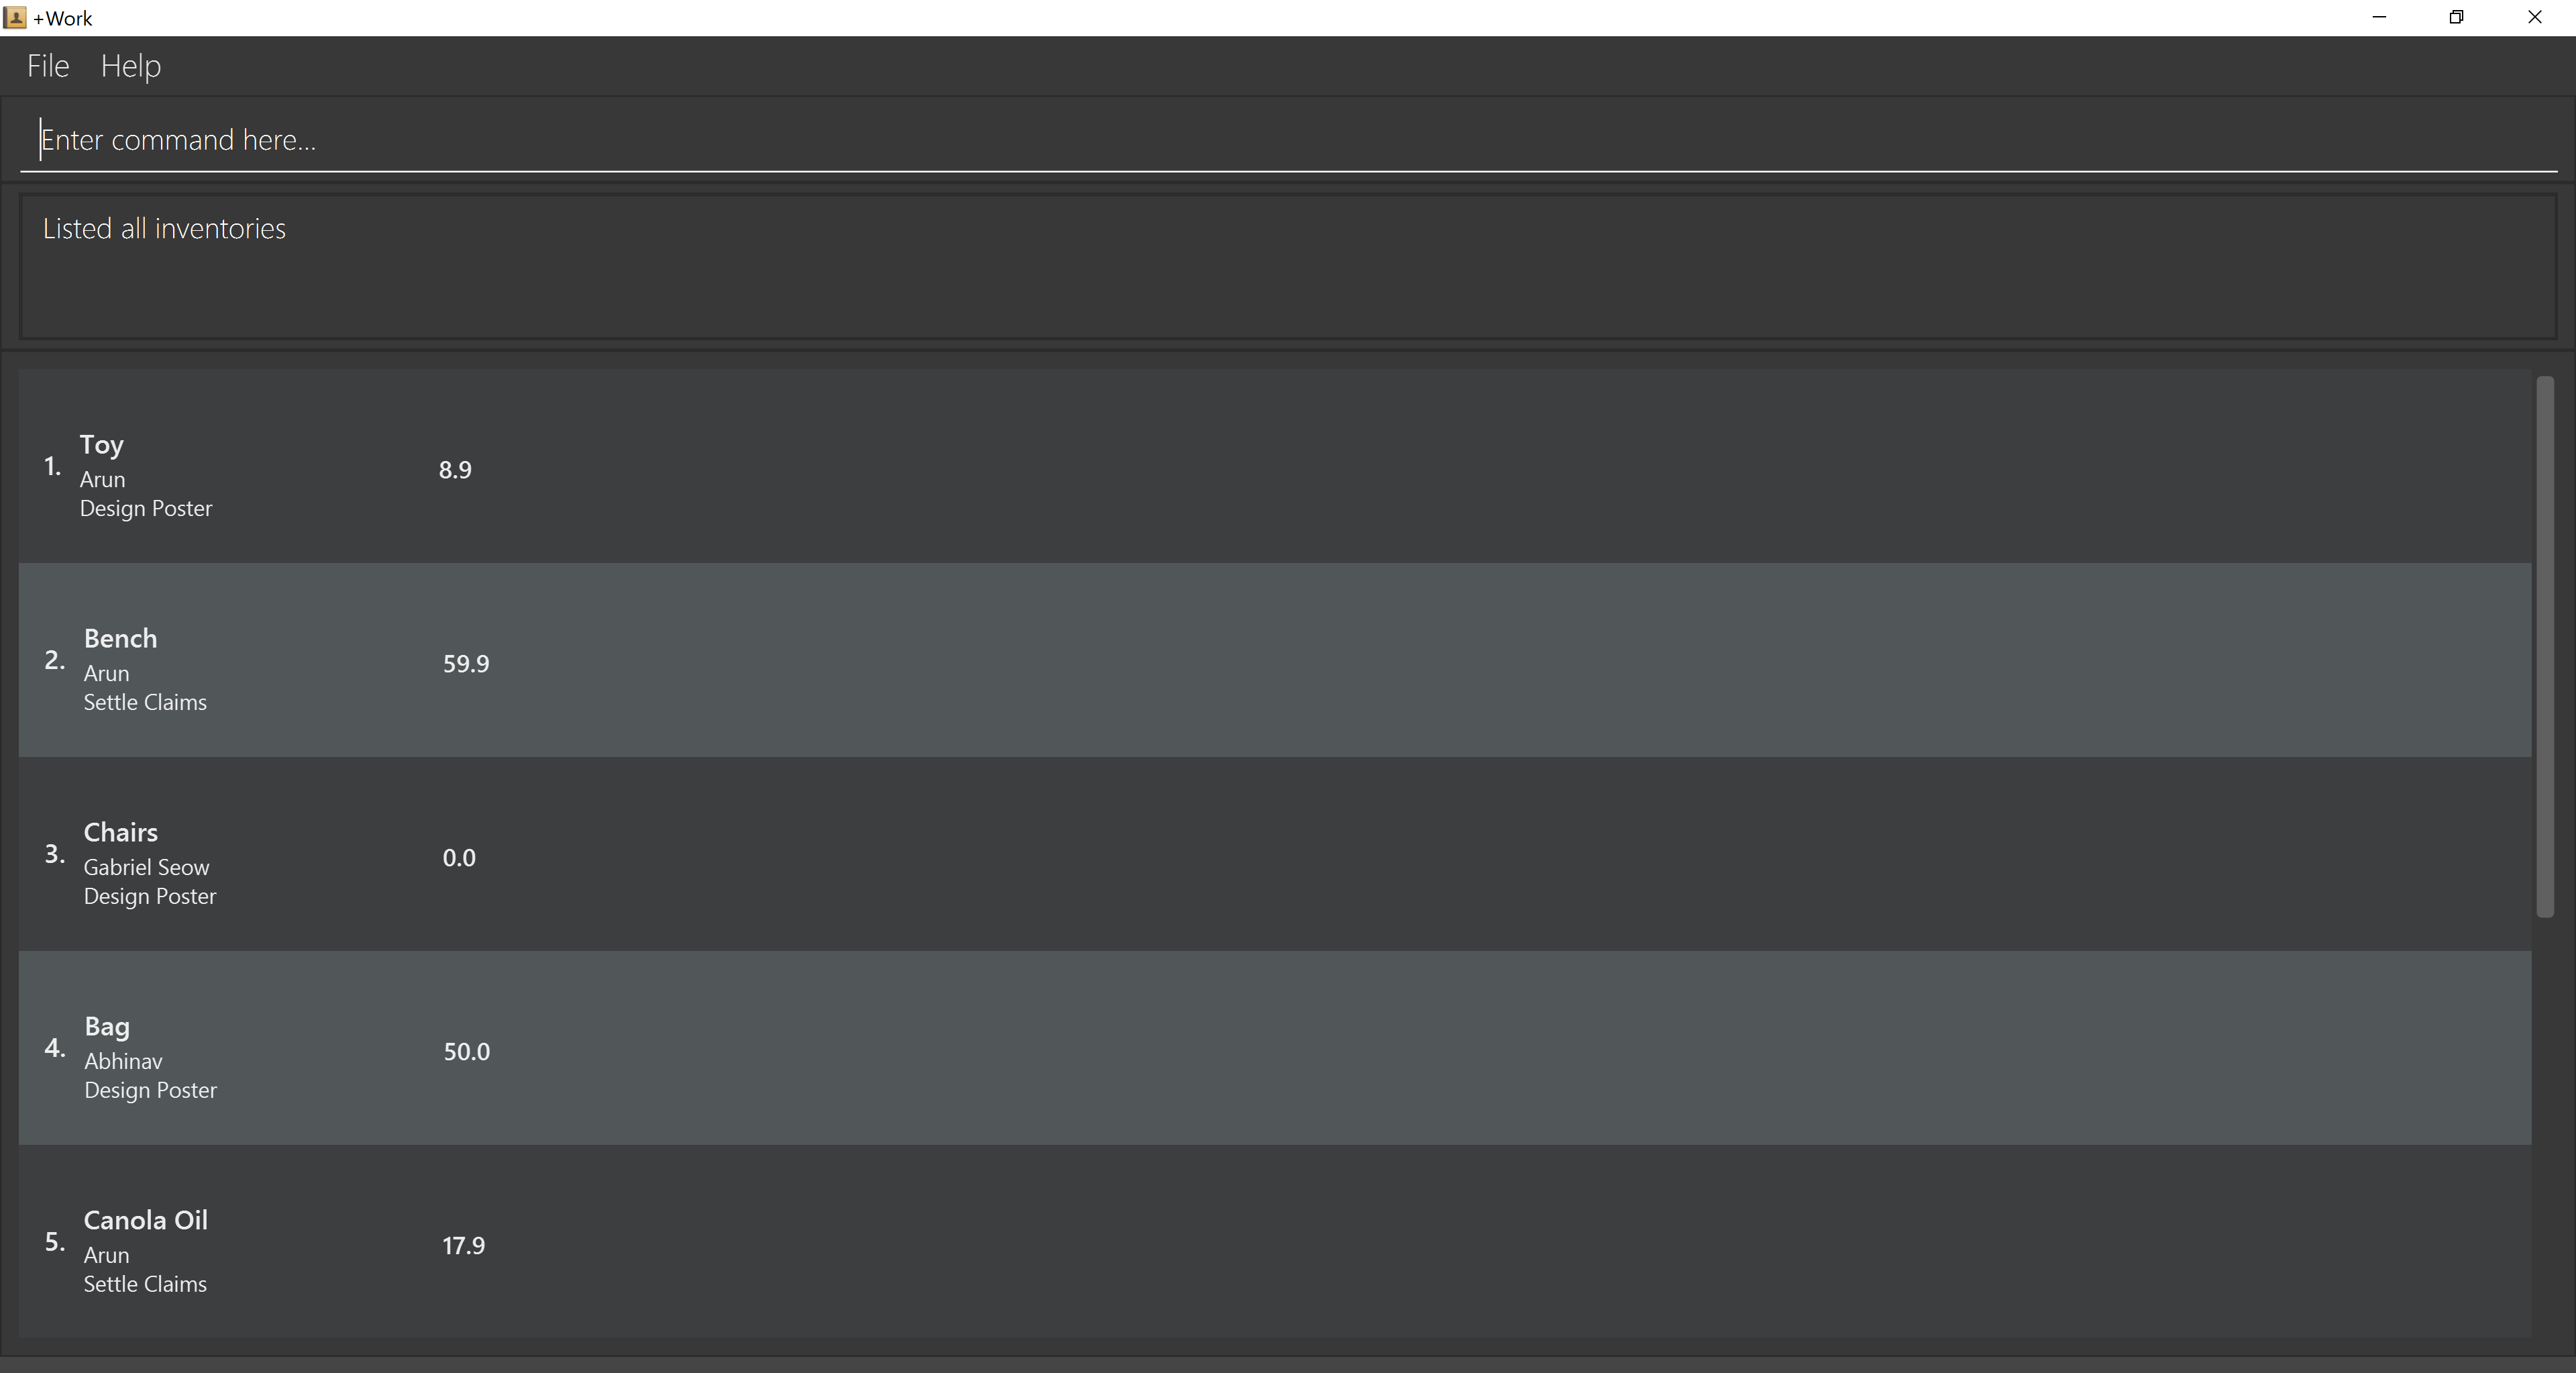 +Work
File Help
Enter command here...
Listed all inventories
1. Toy
Arun
Design Poster
8.9
2. Bench
Arun
Settle Claims
59.9
3. Chairs
Gabriel Seow
Design Poster
0.0
4. Bag
Abhinav
Design Poster
50.0
5. Canola Oil
Arun
Settle Claims
17.9